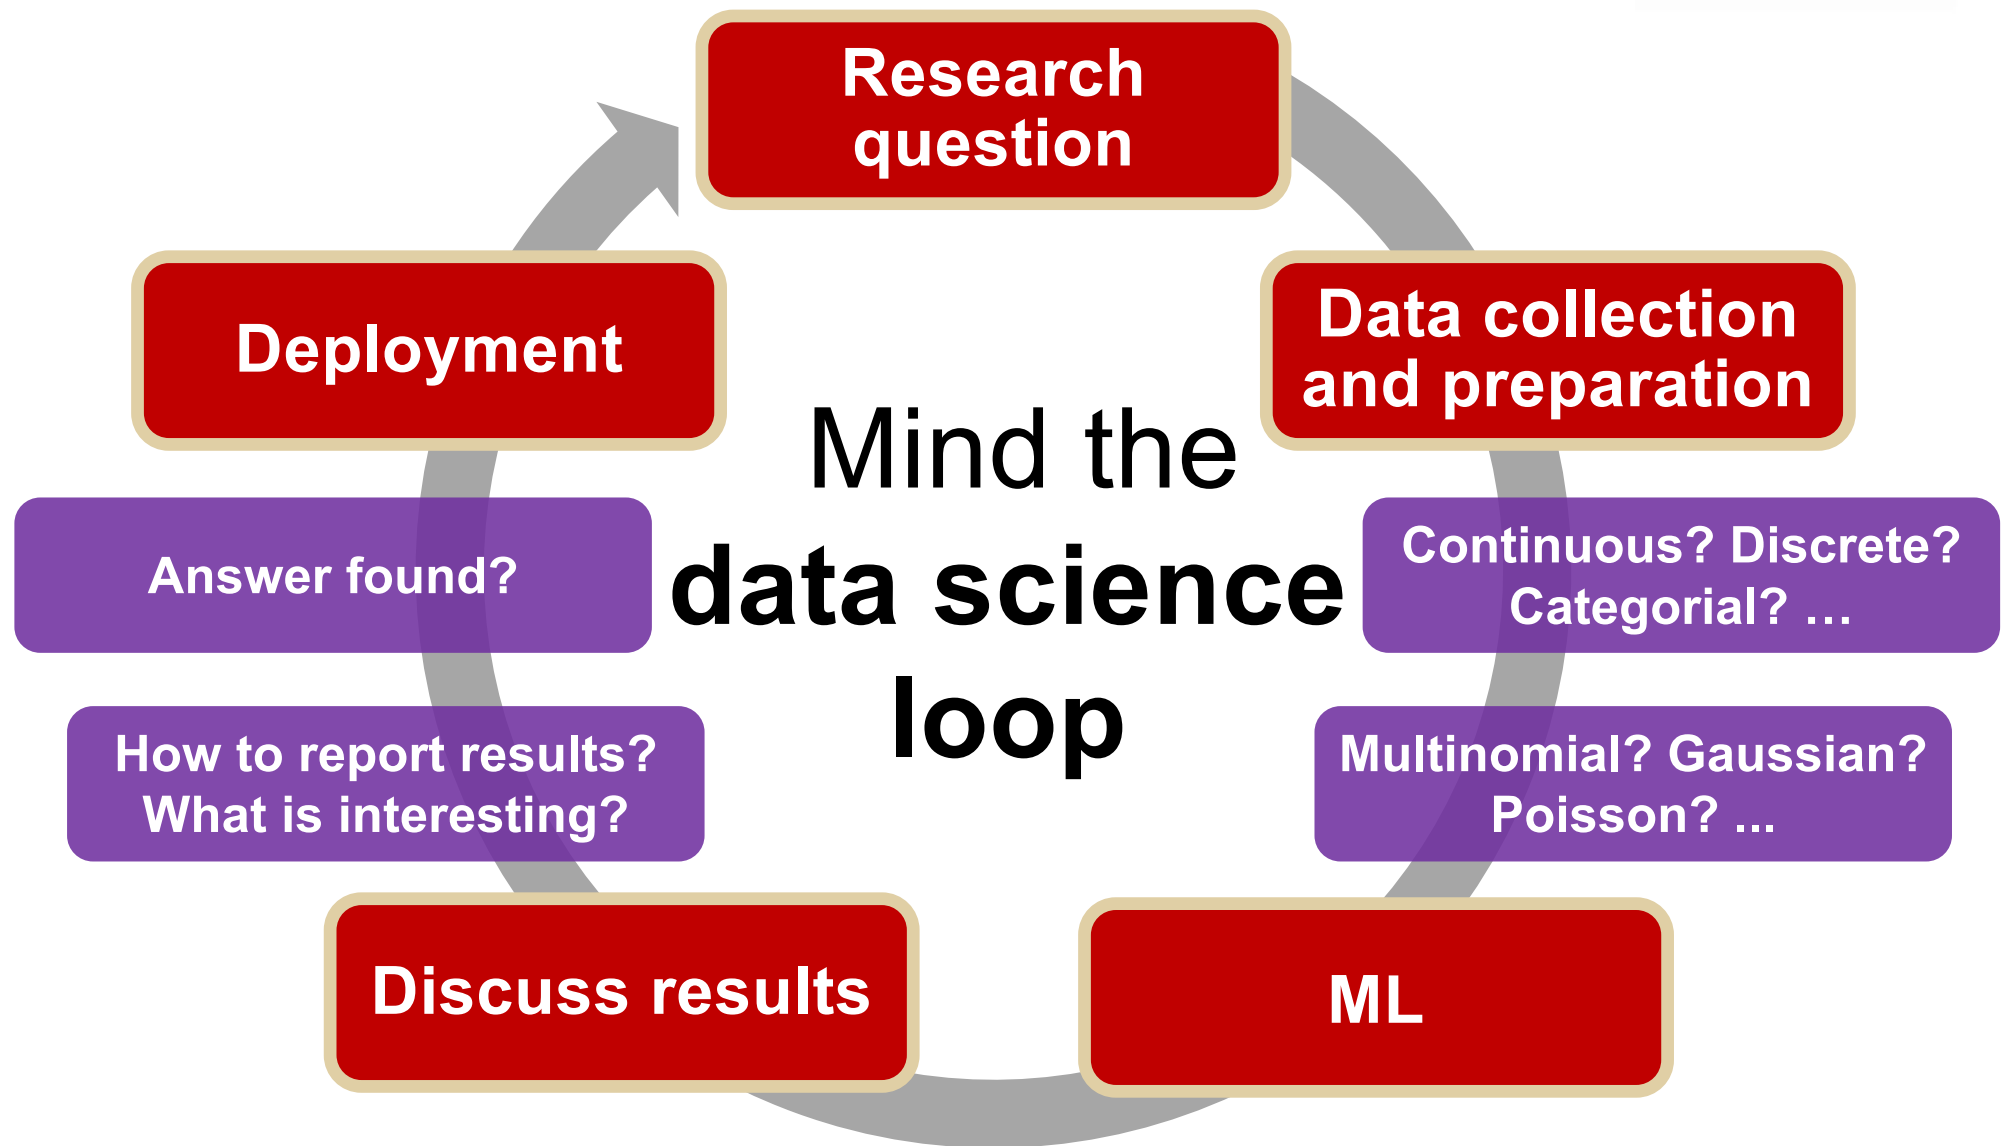 Research
question
Data collection
and preparation
Continuous? Discrete?
Categorial? …
Multinomial? Gaussian?
Poisson? ...
ML
Discuss results
How to report results?
What is interesting?
Answer found?
Deployment
Mind the
data science
loop